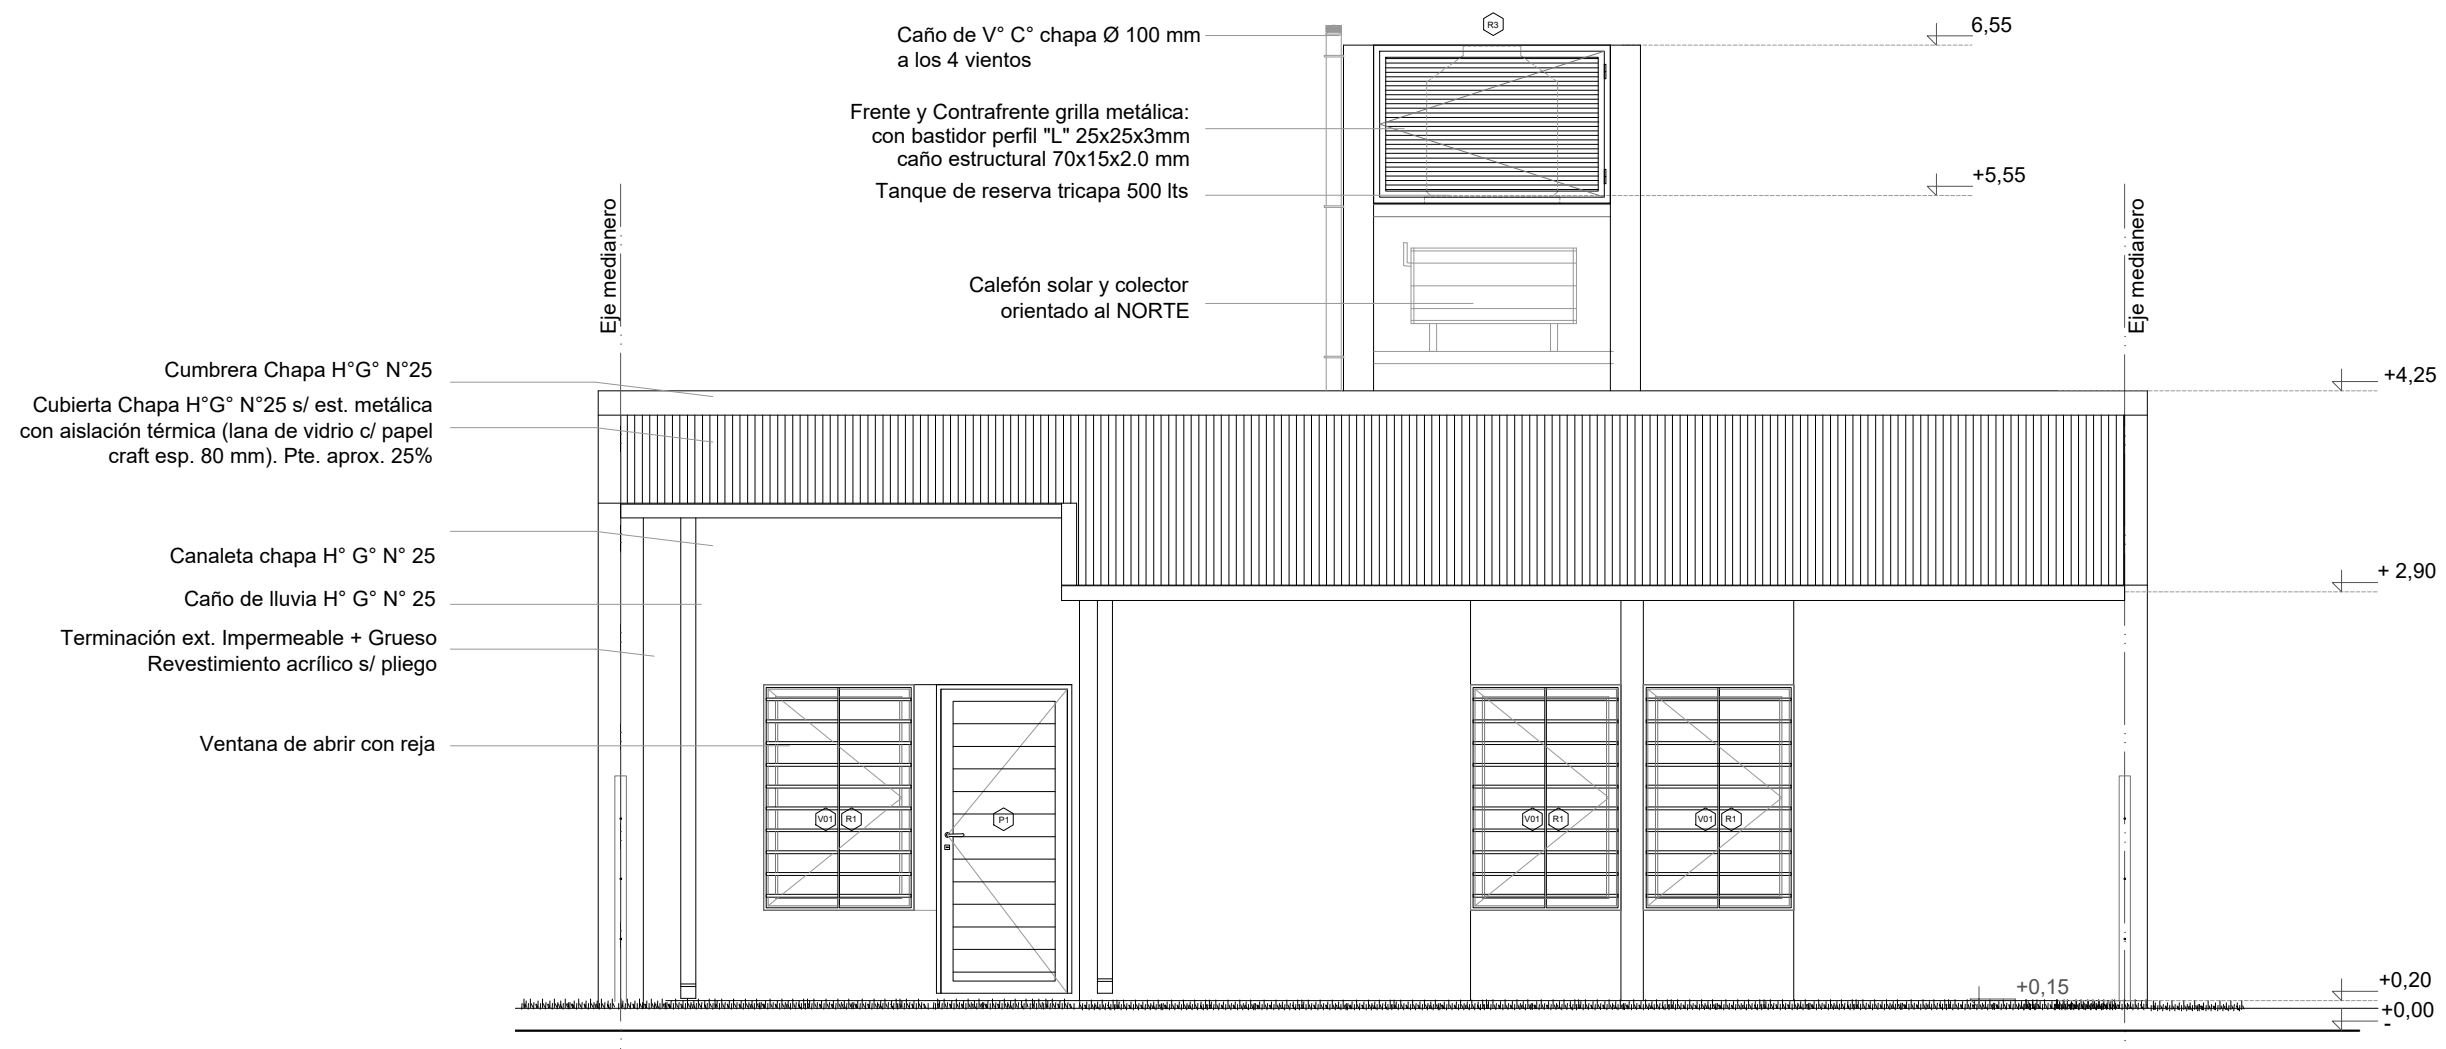 R3
6,55
Caño de V° C° chapa Ø 100 mm
a los 4 vientos
Frente y Contrafrente grilla metálica:
con bastidor perfil "L" 25x25x3mm
caño estructural 70x15x2.0 mm
Tanque de reserva tricapa 500 lts
+5,55
Eje medianero
Eje medianero
Calefón solar y colector
orientado al NORTE
Cumbrera Chapa H°G° N°25
+4,25
Cubierta Chapa H°G° N°25 s/ est. metálica
con aislación térmica (lana de vidrio c/ papel
craft esp. 80 mm). Pte. aprox. 25%
Canaleta chapa H° G° N° 25
+ 2,90
Caño de lluvia H° G° N° 25
Terminación ext. Impermeable + Grueso
Revestimiento acrílico s/ pliego
Ventana de abrir con reja
V01 R1
P1
V01 R1
V01 R1
+0,15
+0,20
+0,00
-